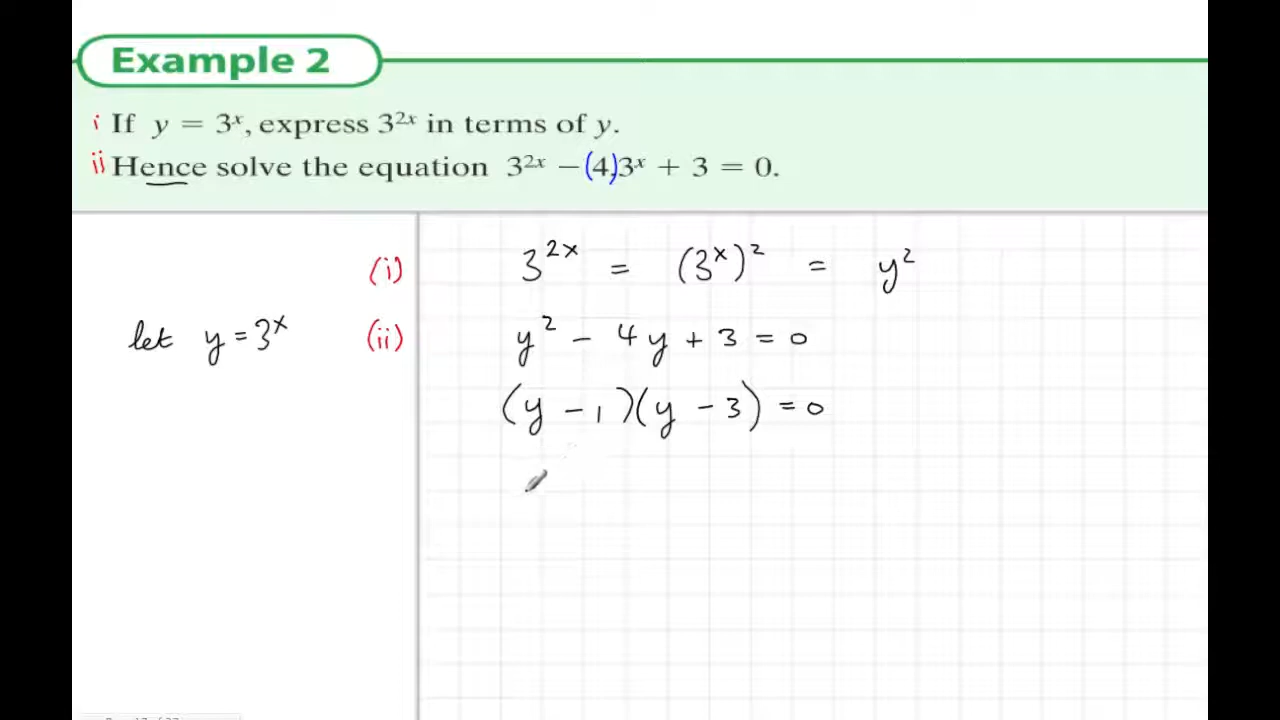 Example 2
i If y = 3ˣ, express 3²ˣ in terms of y.
ii Hence solve the equation 3²ˣ − (4)3ˣ + 3 = 0.
(i) 3²ˣ = (3ˣ)² = y²
let y = 3ˣ (ii) y² − 4y + 3 = 0
(y − 1)(y − 3) = 0